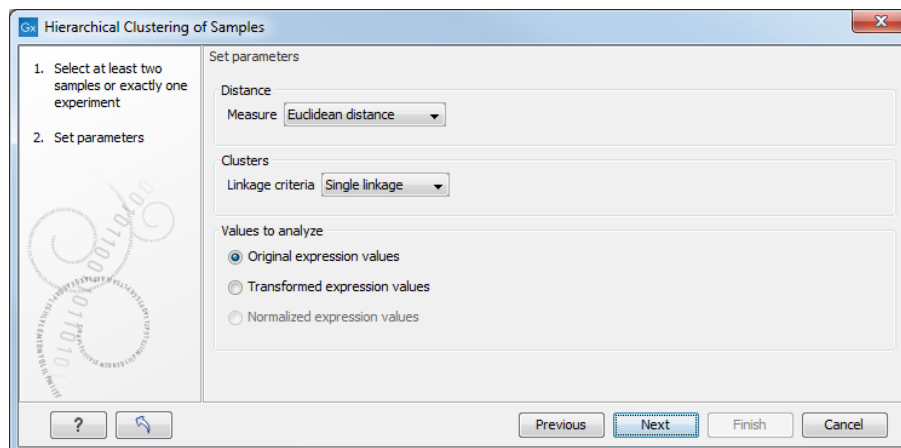 Gx Hierarchical Clustering of Samples
1. Select at least two
samples or exactly one
experiment
2. Set parameters
Set parameters
Distance
Measure Euclidean distance
Clusters
Linkage criteria Single linkage
Values to analyze
Original expression values
Transformed expression values
Normalized expression values
? Previous Next Finish Cancel